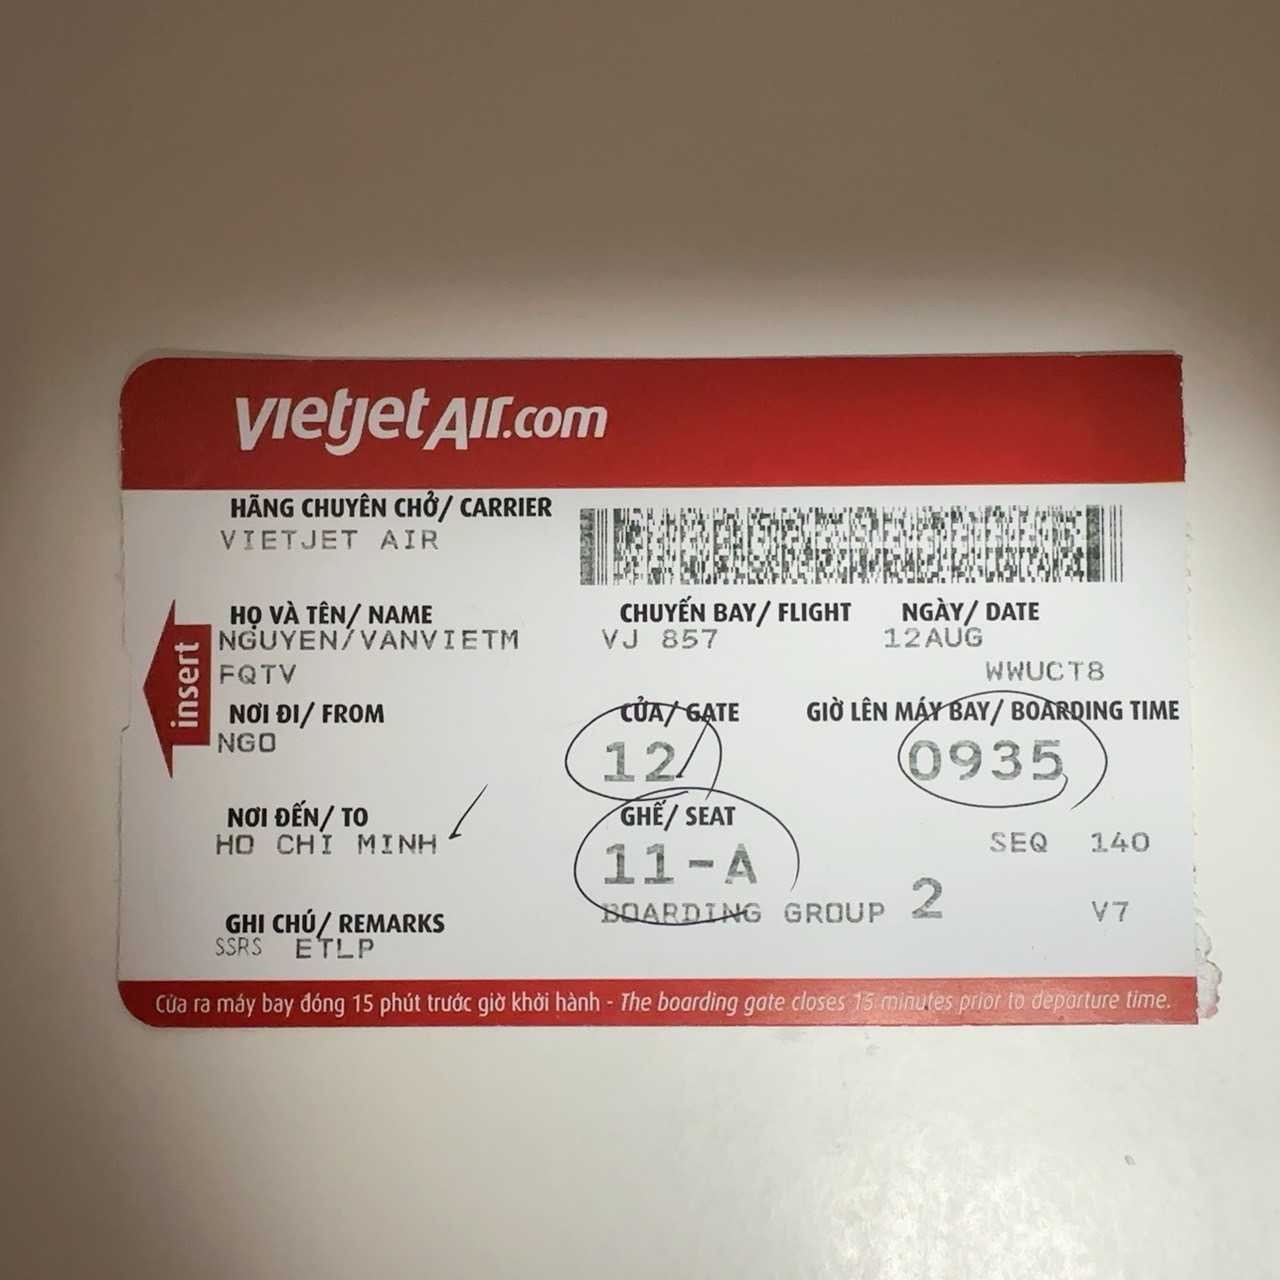 vietjetAir.com
HÃNG CHUYÊN CHỞ/ CARRIER
VIETJET AIR
HỌ VÀ TÊN/ NAME
NGUYEN/VANVIETM
FQTV
CHUYẾN BAY/ FLIGHT
VJ 857
NGÀY/ DATE
12AUG
WWUCT8
insert
NƠI ĐI/ FROM
NGO
CỬA/ GATE
12
GIỜ LÊN MÁY BAY/ BOARDING TIME
0935
NƠI ĐẾN/ TO
HO CHI MINH
GHẾ/ SEAT
11-A
SEQ 140
BOARDING GROUP 2
V7
GHI CHÚ/ REMARKS
SSRS ETLP
Cửa ra máy bay đóng 15 phút trước giờ khởi hành - The boarding gate closes 15 minutes prior to departure time.